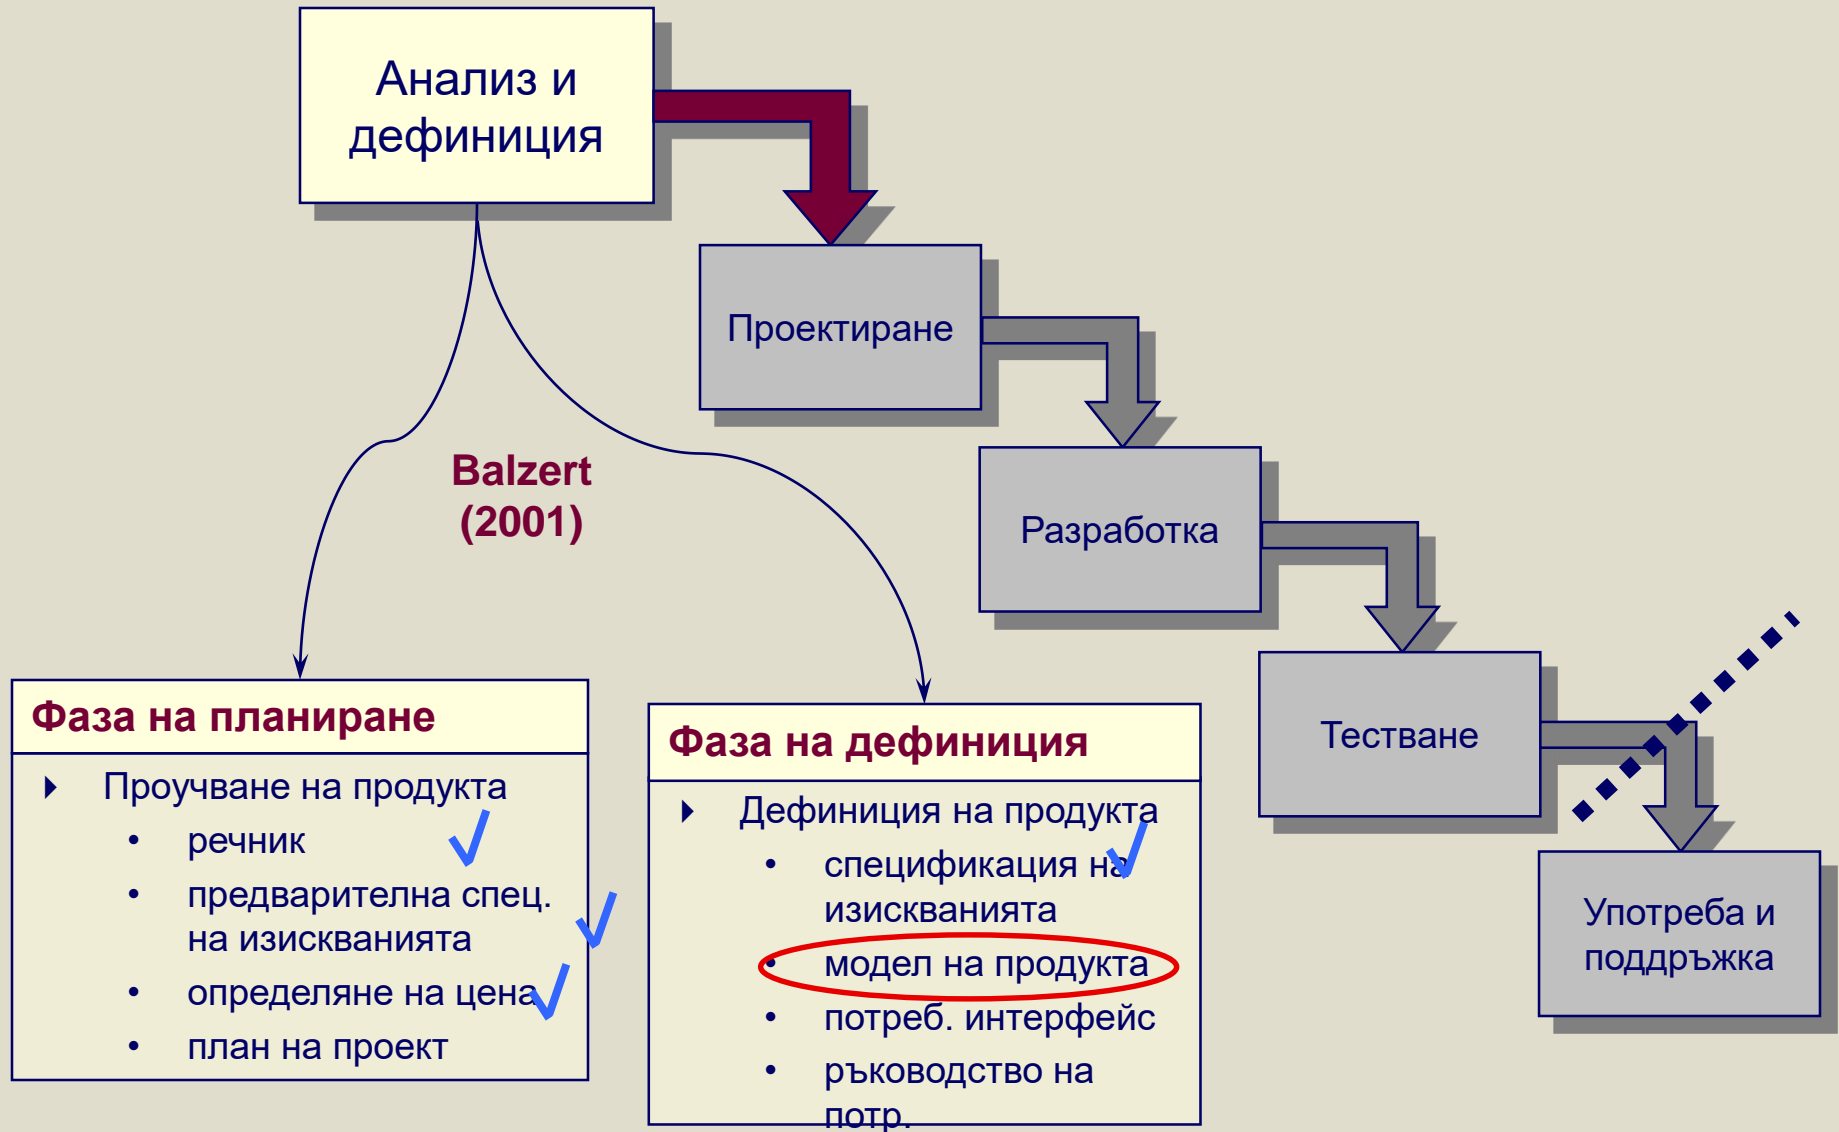 Анализ и
дефиниция
Проектиране
Balzert
(2001)
Разработка
Тестване
Употреба и
поддръжка
Фаза на планиране
Проучване на продукта
• речник
• предварителна спец.
на изискванията
• определяне на цена
• план на проект
Фаза на дефиниция
Дефиниция на продукта
• спецификация на
изискванията
• модел на продукта
• потреб. интерфейс
• ръководство на
потр.